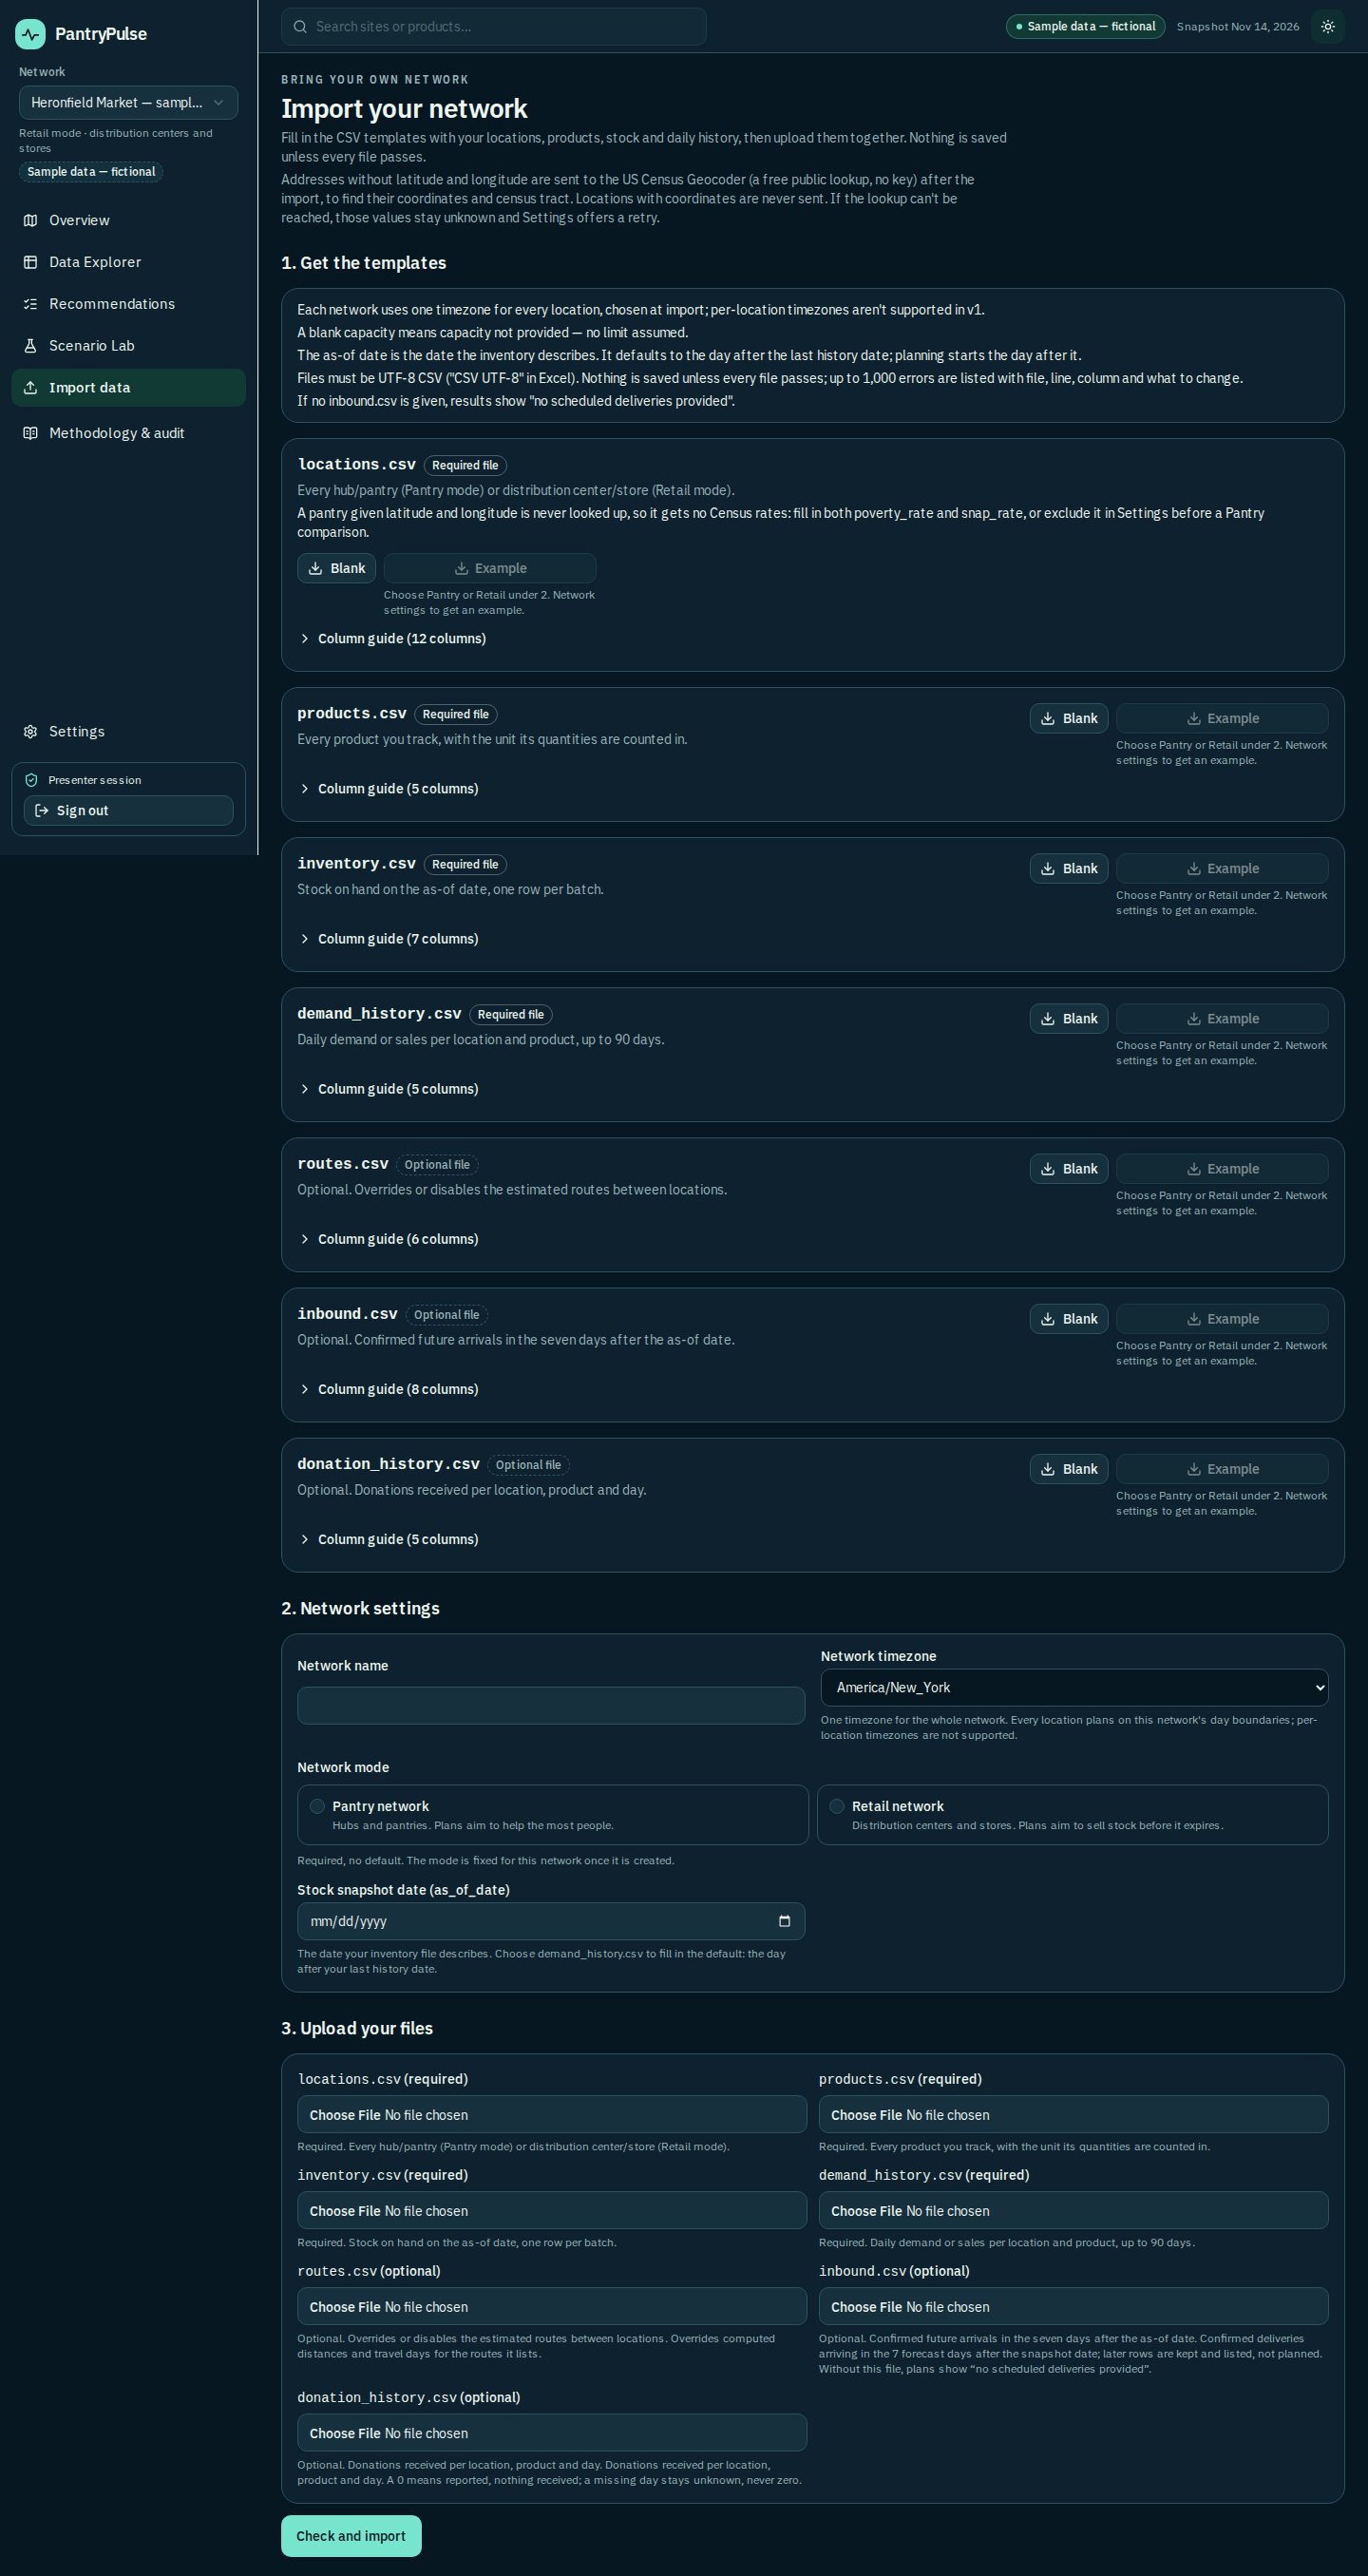 PantryPulse
Network
Heronfield Market — sampl...
Retail mode · distribution centers and
stores
Sample data — fictional
Overview
Data Explorer
Recommendations
Scenario Lab
Import data
Methodology & audit
Settings
Presenter session
Sign out
Search sites or products...
Sample data — fictional
Snapshot Nov 14, 2026
BRING YOUR OWN NETWORK
Import your network
Fill in the CSV templates with your locations, products, stock and daily history, then upload them together. Nothing is saved
unless every file passes.
Addresses without latitude and longitude are sent to the US Census Geocoder (a free public lookup, no key) after the
import, to find their coordinates and census tract. Locations with coordinates are never sent. If the lookup can't be
reached, those values stay unknown and Settings offers a retry.
1. Get the templates
Each network uses one timezone for every location, chosen at import; per-location timezones aren't supported in v1.
A blank capacity means capacity not provided — no limit assumed.
The as-of date is the date the inventory describes. It defaults to the day after the last history date; planning starts the day after it.
Files must be UTF-8 CSV ("CSV UTF-8" in Excel). Nothing is saved unless every file passes; up to 1,000 errors are listed with file, line, column and what to change.
If no inbound.csv is given, results show "no scheduled deliveries provided".
locations.csv Required file
Every hub/pantry (Pantry mode) or distribution center/store (Retail mode).
A pantry given latitude and longitude is never looked up, so it gets no Census rates: fill in both poverty_rate and snap_rate, or exclude it in Settings before a Pantry
comparison.
Blank Example
Choose Pantry or Retail under 2. Network
settings to get an example.
Column guide (12 columns)
products.csv Required file
Every product you track, with the unit its quantities are counted in.
Blank Example
Choose Pantry or Retail under 2. Network
settings to get an example.
Column guide (5 columns)
inventory.csv Required file
Stock on hand on the as-of date, one row per batch.
Blank Example
Choose Pantry or Retail under 2. Network
settings to get an example.
Column guide (7 columns)
demand_history.csv Required file
Daily demand or sales per location and product, up to 90 days.
Blank Example
Choose Pantry or Retail under 2. Network
settings to get an example.
Column guide (5 columns)
routes.csv Optional file
Optional. Overrides or disables the estimated routes between locations.
Blank Example
Choose Pantry or Retail under 2. Network
settings to get an example.
Column guide (6 columns)
inbound.csv Optional file
Optional. Confirmed future arrivals in the seven days after the as-of date.
Blank Example
Choose Pantry or Retail under 2. Network
settings to get an example.
Column guide (8 columns)
donation_history.csv Optional file
Optional. Donations received per location, product and day.
Blank Example
Choose Pantry or Retail under 2. Network
settings to get an example.
Column guide (5 columns)
2. Network settings
Network name
Network timezone
America/New_York
One timezone for the whole network. Every location plans on this network's day boundaries; per-
location timezones are not supported.
Network mode
Pantry network
Hubs and pantries. Plans aim to help the most people.
Retail network
Distribution centers and stores. Plans aim to sell stock before it expires.
Required, no default. The mode is fixed for this network once it is created.
Stock snapshot date (as_of_date)
mm/dd/yyyy
The date your inventory file describes. Choose demand_history.csv to fill in the default: the day
after your last history date.
3. Upload your files
locations.csv (required)
Choose File No file chosen
Required. Every hub/pantry (Pantry mode) or distribution center/store (Retail mode).
products.csv (required)
Choose File No file chosen
Required. Every product you track, with the unit its quantities are counted in.
inventory.csv (required)
Choose File No file chosen
Required. Stock on hand on the as-of date, one row per batch.
demand_history.csv (required)
Choose File No file chosen
Required. Daily demand or sales per location and product, up to 90 days.
routes.csv (optional)
Choose File No file chosen
Optional. Overrides or disables the estimated routes between locations. Overrides computed
distances and travel days for the routes it lists.
inbound.csv (optional)
Choose File No file chosen
Optional. Confirmed future arrivals in the seven days after the as-of date. Confirmed deliveries
arriving in the 7 forecast days after the snapshot date; later rows are kept and listed, not planned.
Without this file, plans show “no scheduled deliveries provided”.
donation_history.csv (optional)
Choose File No file chosen
Optional. Donations received per location, product and day. Donations received per location,
product and day. A 0 means reported, nothing received; a missing day stays unknown, never zero.
Check and import